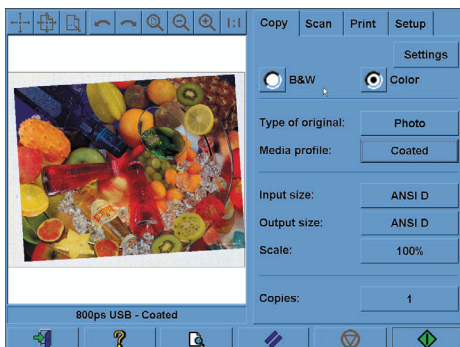 1:1
Copy Scan Print Setup
Settings
B&W Color
Type of original: Photo
Media profile: Coated
Input size: ANSI D
Output size: ANSI D
Scale: 100%
Copies: 1
800ps USB - Coated
?